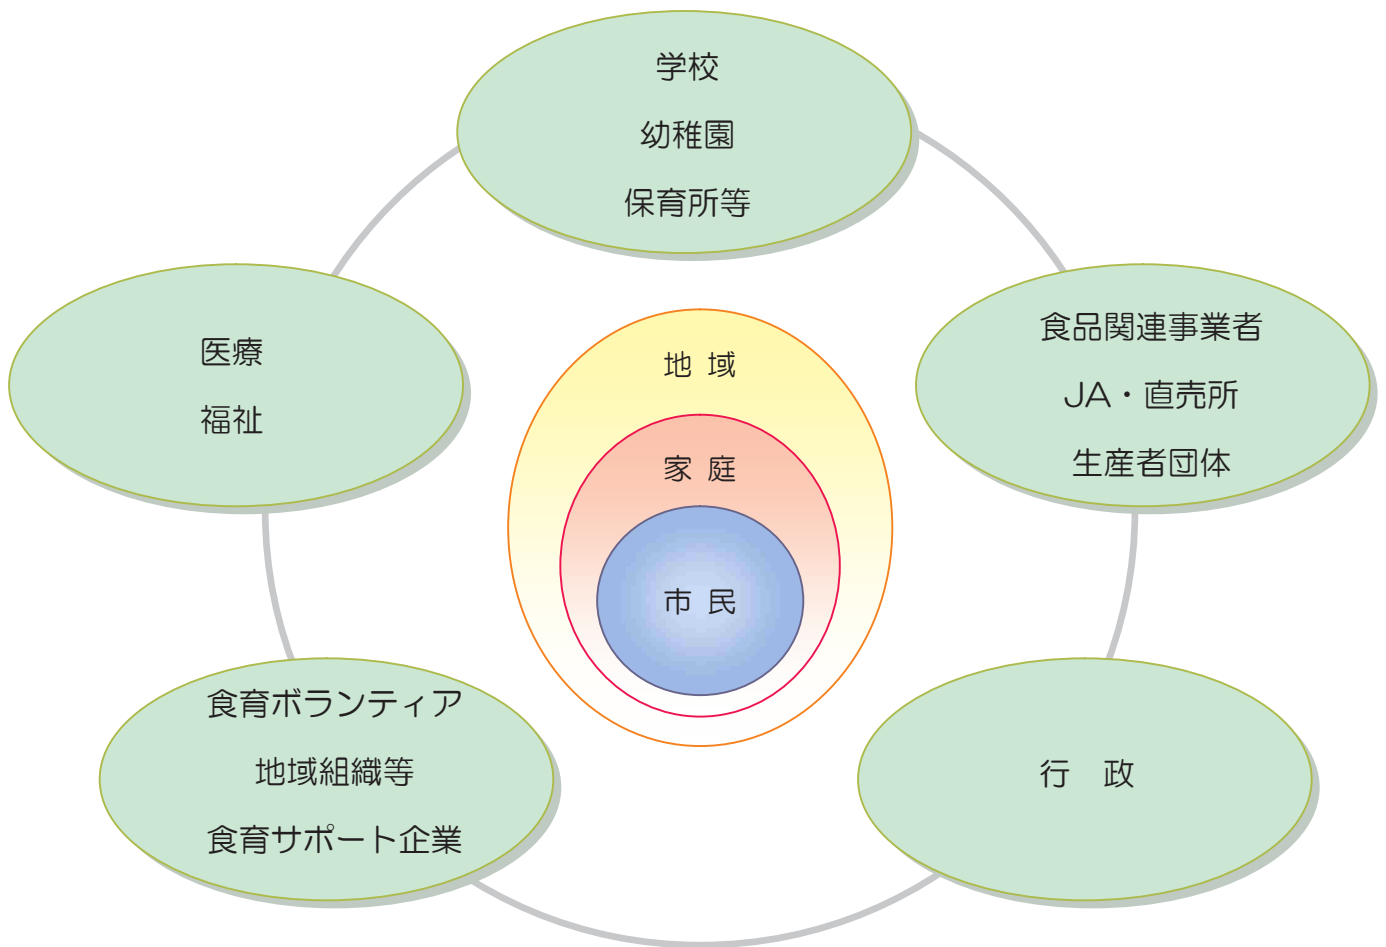 学校
幼稚園
保育所等
医療
福祉
食品関連事業者
JA・直売所
生産者団体
地 域
家 庭
市 民
食育ボランティア
地域組織等
食育サポート企業
行　政